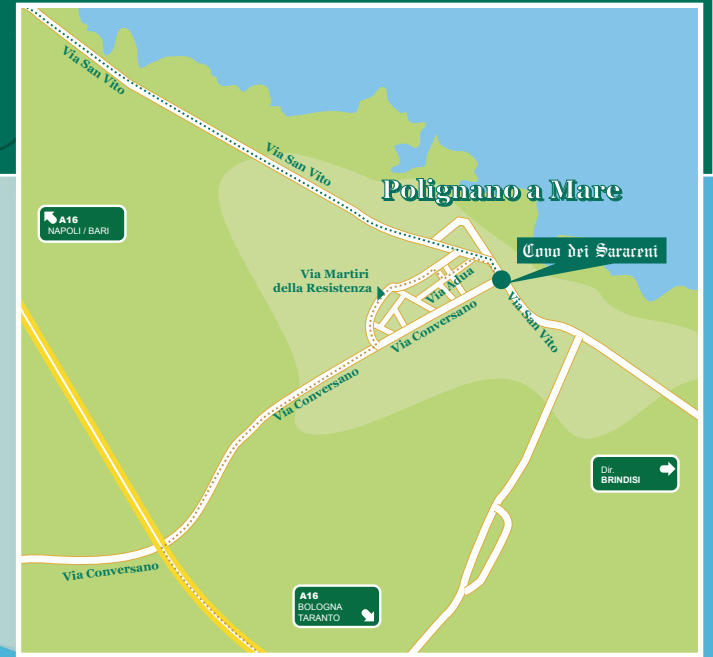 Via San Vito
Via San Vito
Polignano a Mare
A16
NAPOLI / BARI
Covo dei Saraceni
Via Martiri
della Resistenza
Via Adua
Via San Vito
Via Conversano
Via Conversano
Dir.
BRINDISI
Via Conversano
A16
BOLOGNA
TARANTO